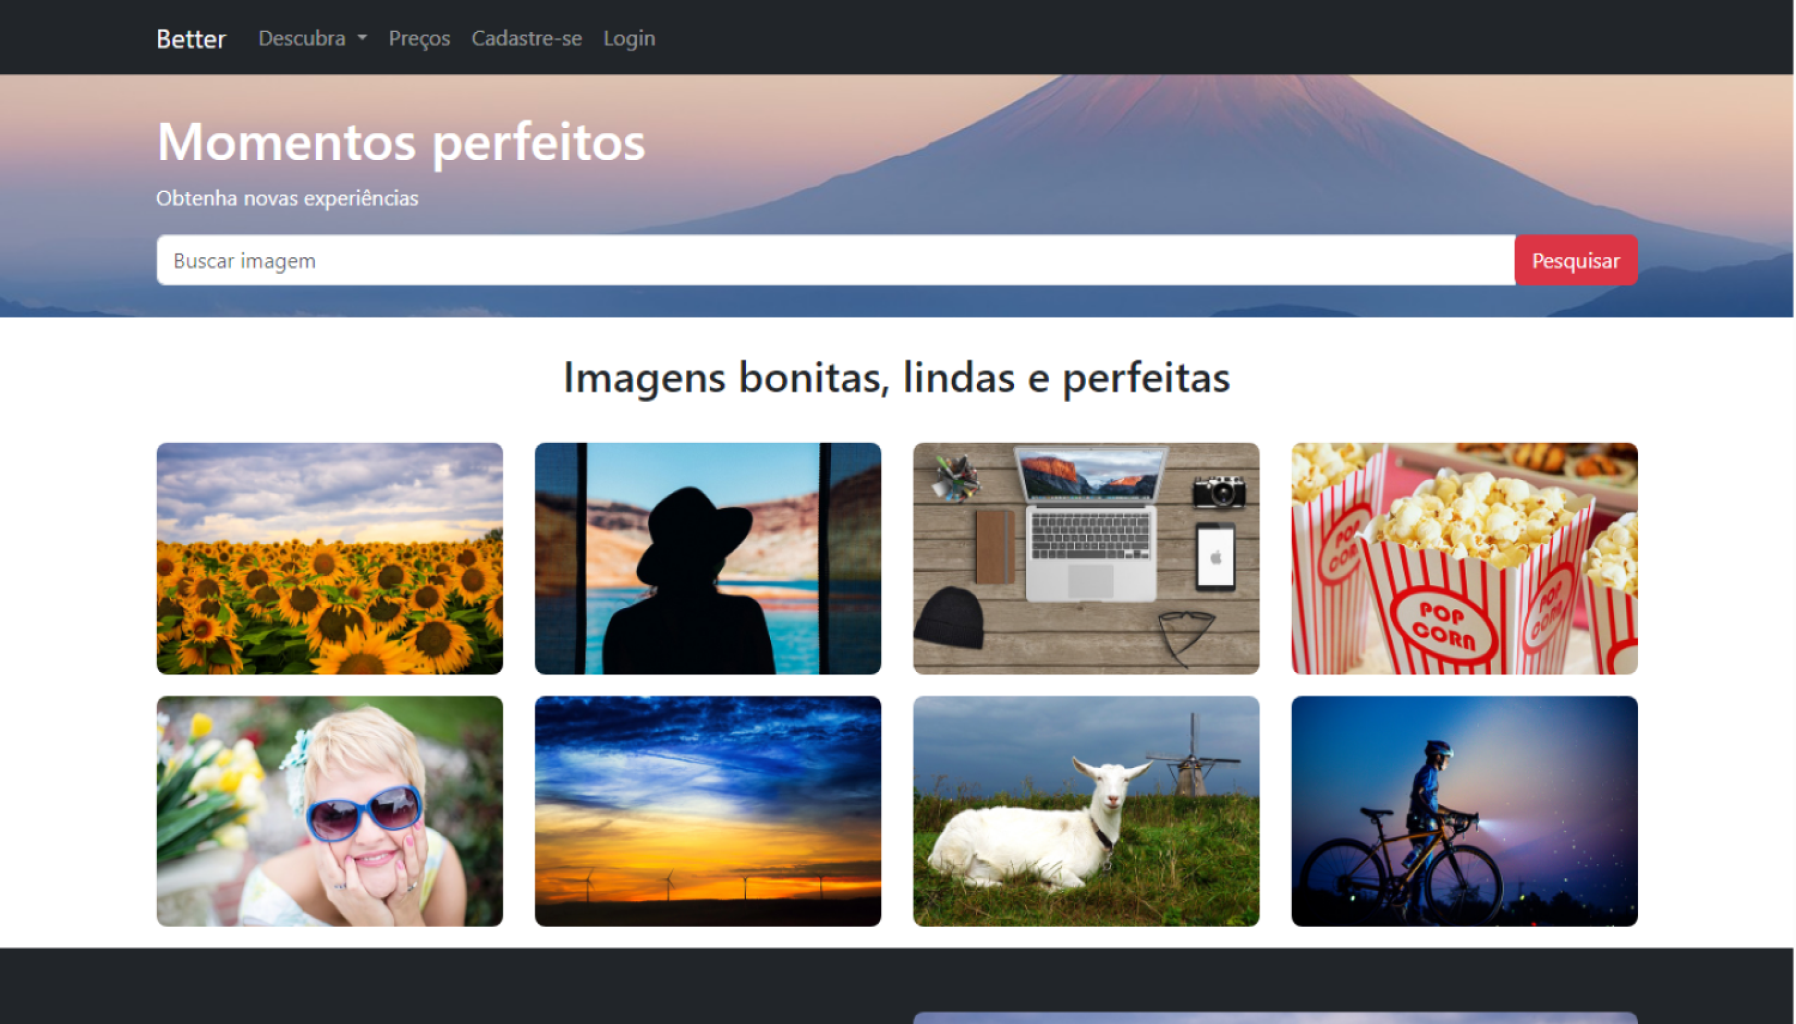 Better Descubra Preços Cadastre-se Login
Momentos perfeitos
Obtenha novas experiências
Buscar imagem Pesquisar
Imagens bonitas, lindas e perfeitas
POP
CORN
POP
CORN
POP
CORN